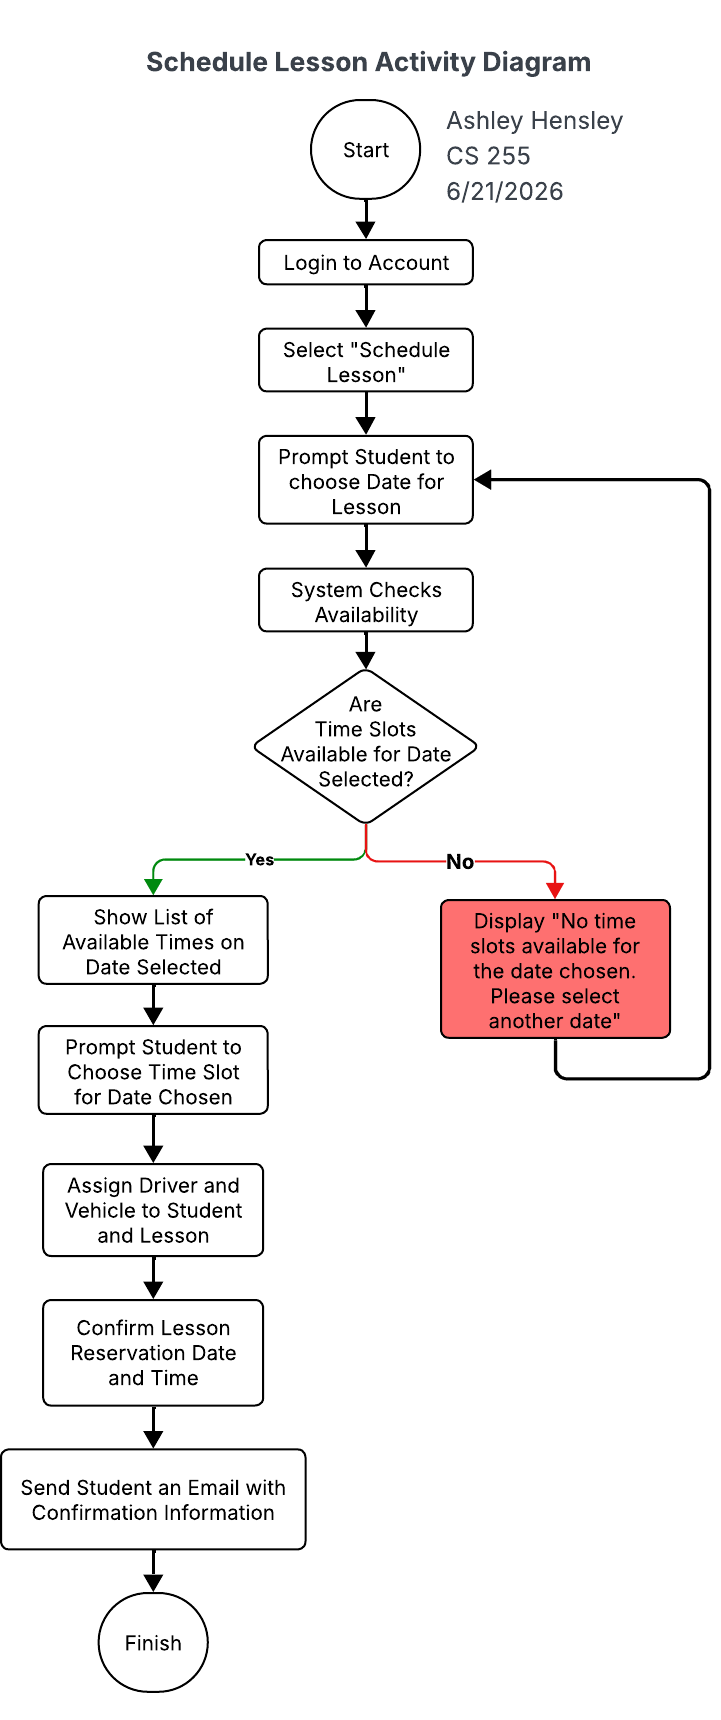 Schedule Lesson Activity Diagram
Start
Ashley Hensley
CS 255
6/21/2026
Login to Account
Select "Schedule
Lesson"
Prompt Student to
choose Date for
Lesson
System Checks
Availability
Are
Time Slots
Available for Date
Selected?
Yes
No
Show List of
Available Times on
Date Selected
Display "No time
slots available for
the date chosen.
Please select
another date"
Prompt Student to
Choose Time Slot
for Date Chosen
Assign Driver and
Vehicle to Student
and Lesson
Confirm Lesson
Reservation Date
and Time
Send Student an Email with
Confirmation Information
Finish